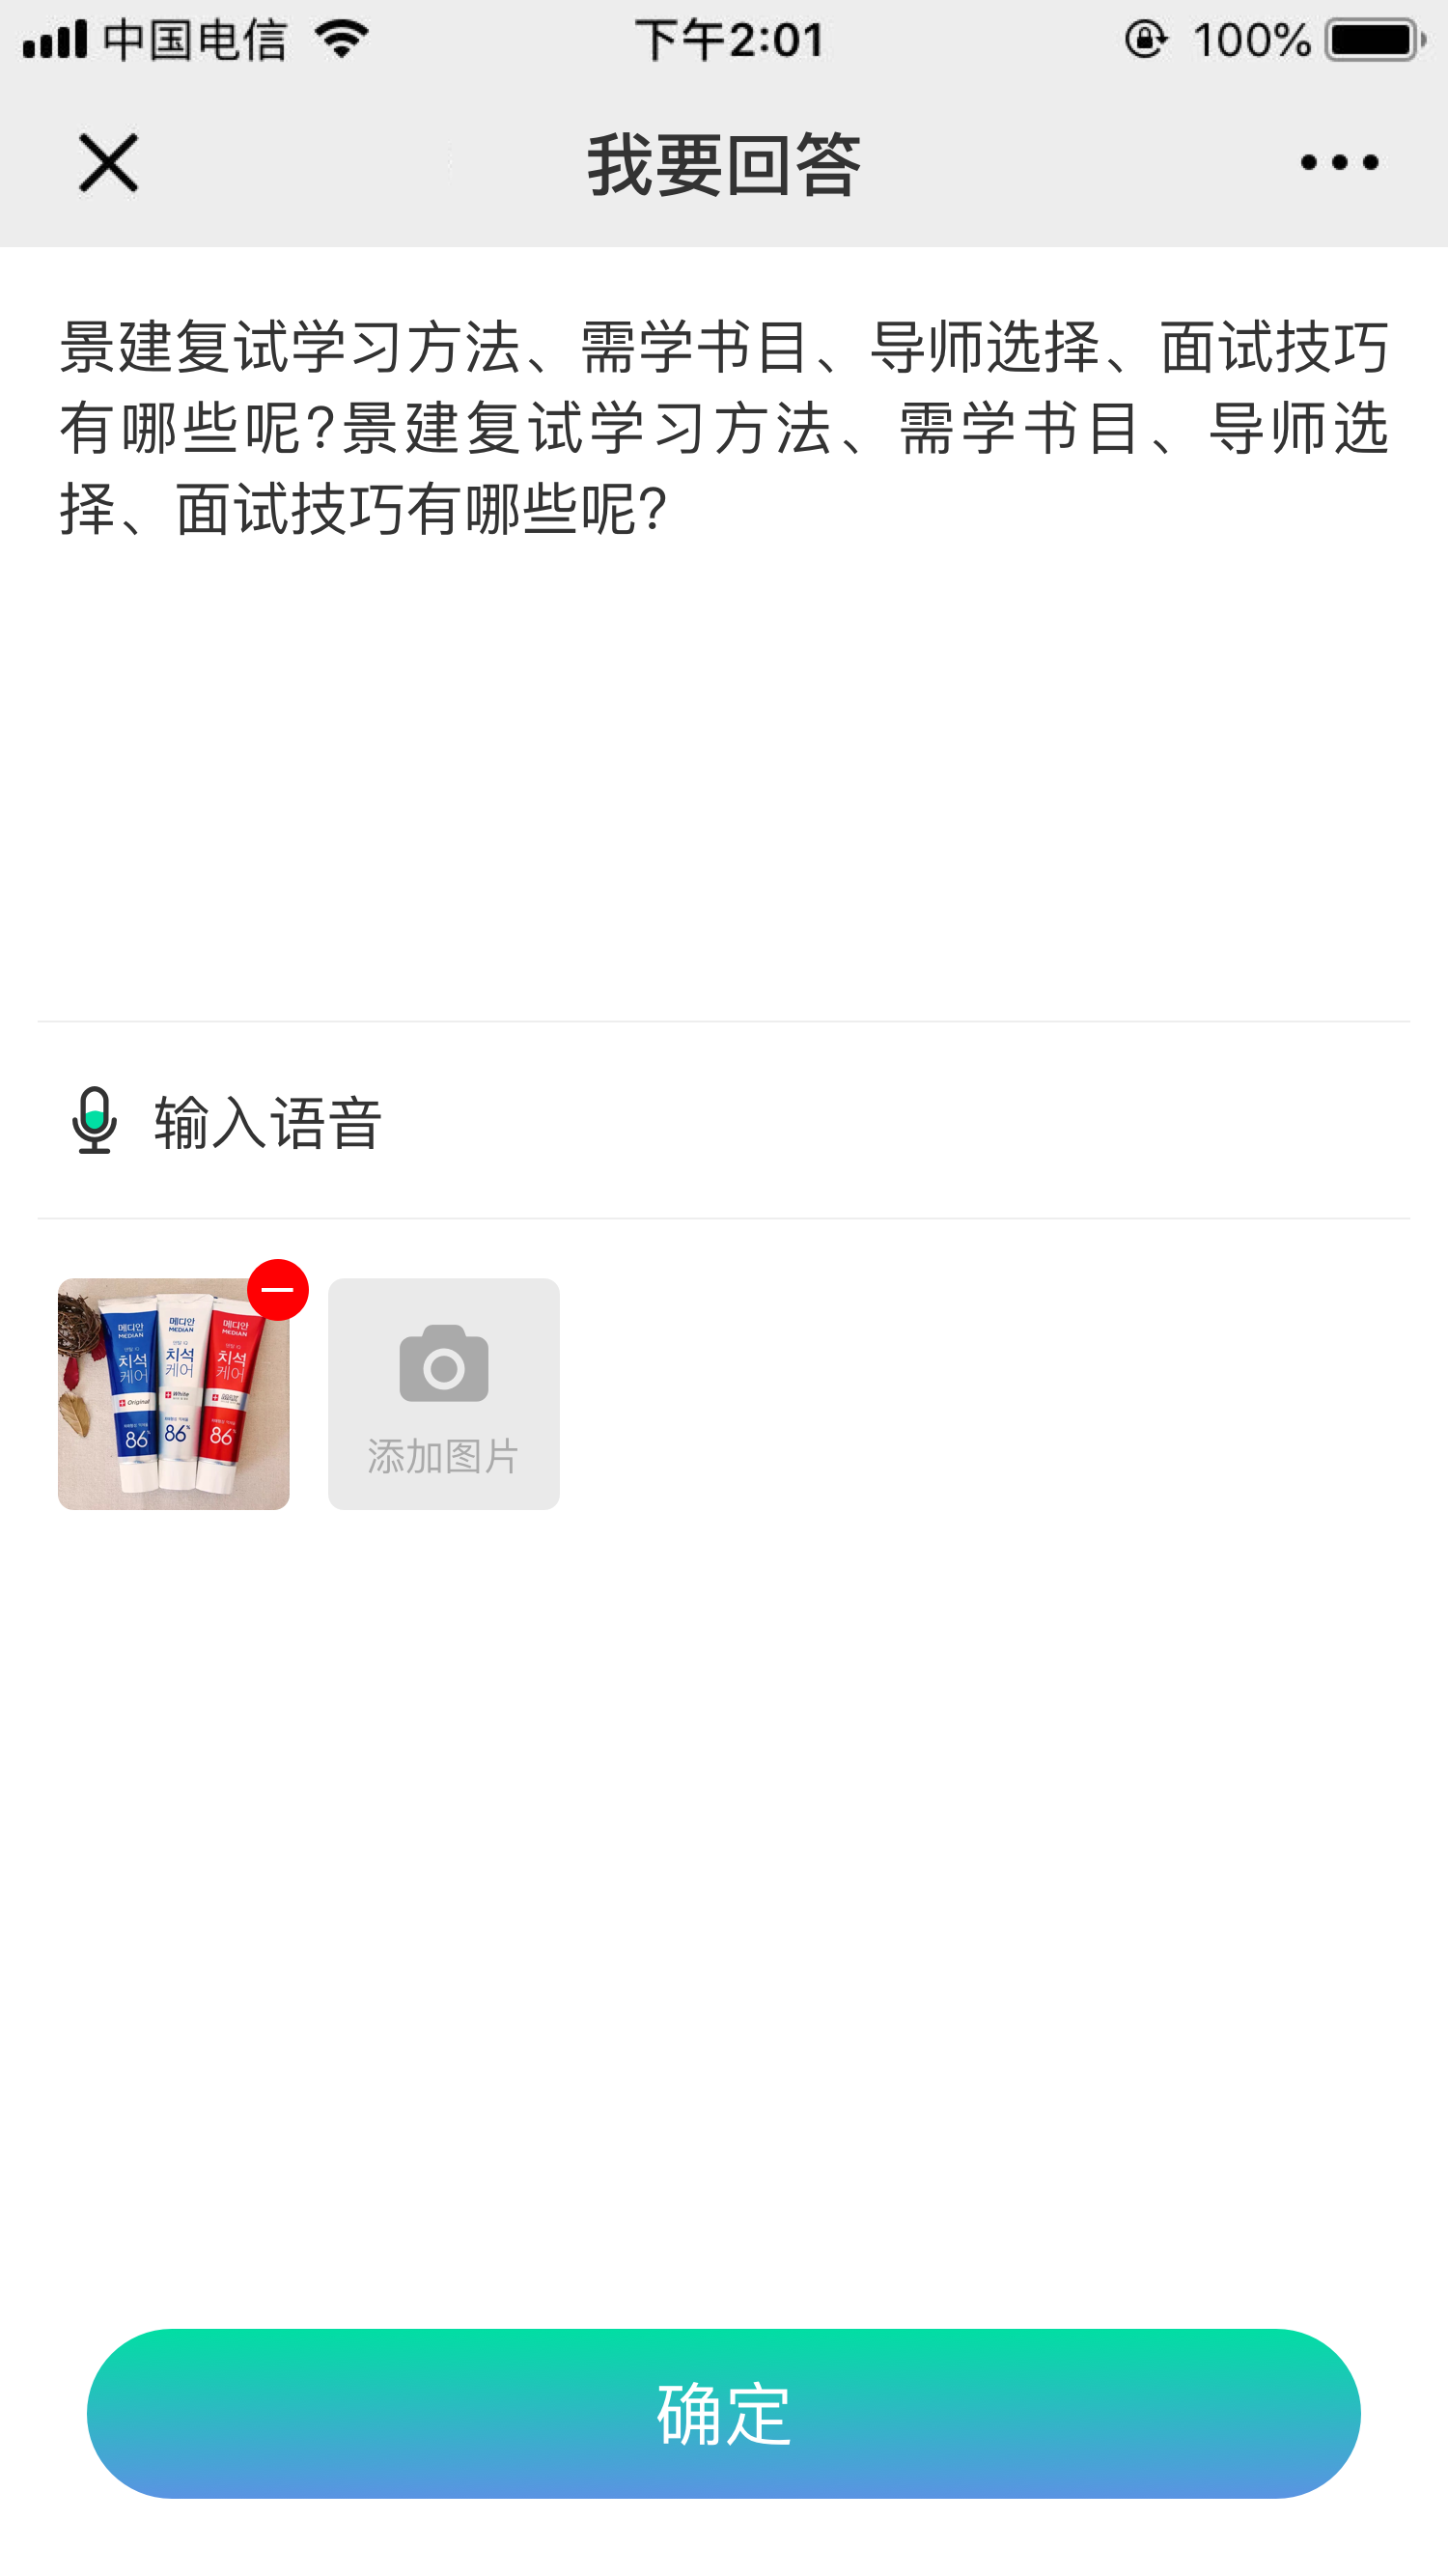 中国电信 下午2:01 100%
我要回答
景建复试学习方法、需学书目、导师选择、面试技巧
有哪些呢?景建复试学习方法、需学书目、导师选
择、面试技巧有哪些呢?
输入语音
메디안 메디안 메디안
MEDIAN MEDIAN MEDIAN
치석 치석 치석
케어 케어 케어
Original White
86% 86% 86%
添加图片
确定